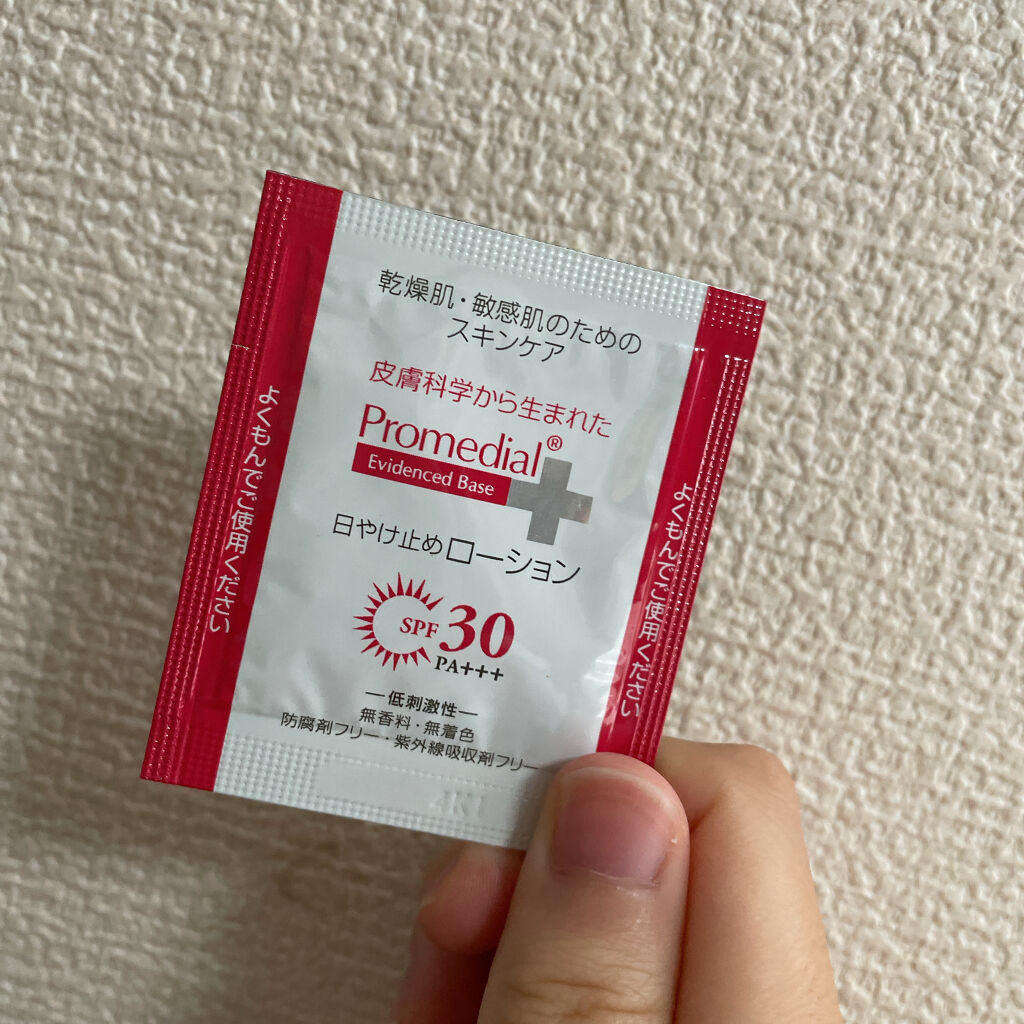 乾燥肌・敏感肌のための
スキンケア
皮膚科学から生まれた
Promedial®
Evidenced Base
日やけ止めローション
SPF30
PA+++
―低刺激性―
無香料・無着色
防腐剤フリー・紫外線吸収剤フリー
よくもんでご使用ください
よくもんでご使用ください